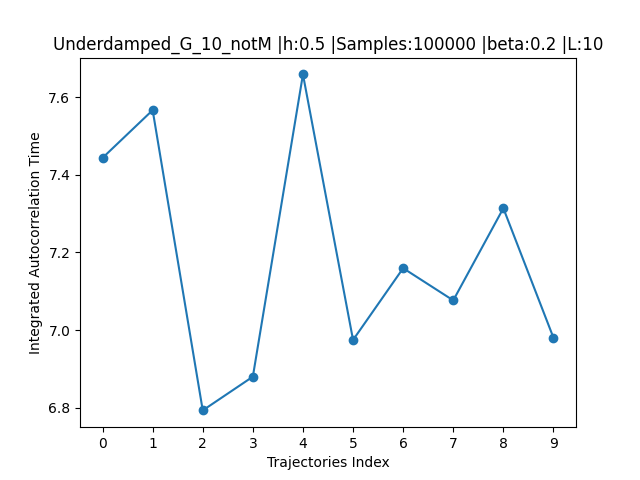 Underdamped_G_10_notM |h:0.5 |Samples:100000 |beta:0.2 |L:10
Integrated Autocorrelation Time
7.6
7.4
7.2
7.0
6.8
0 1 2 3 4 5 6 7 8 9
Trajectories Index